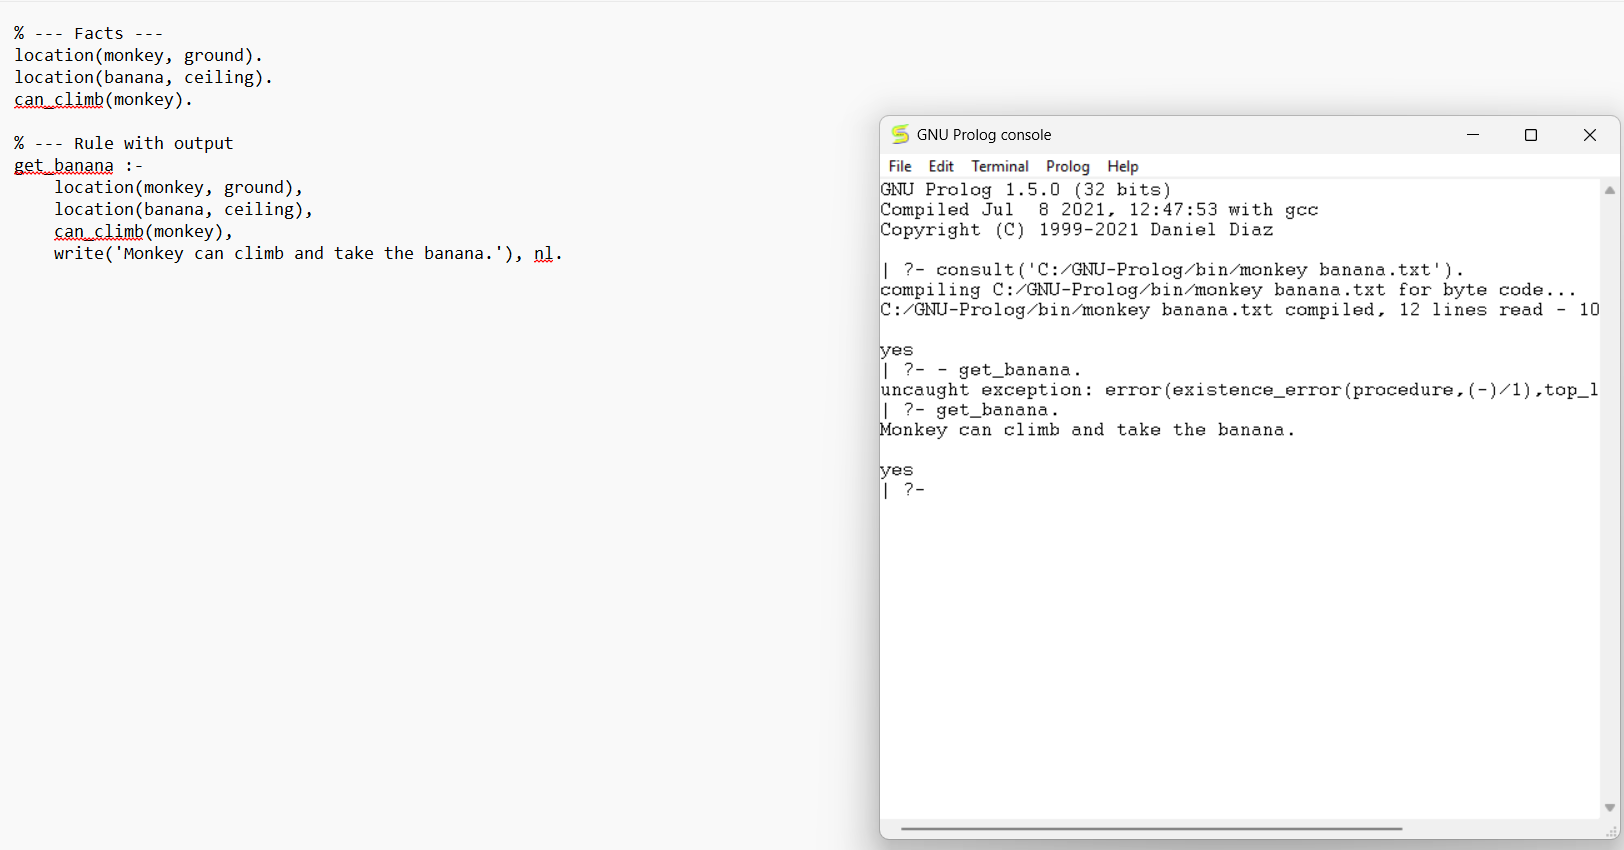 % --- Facts ---
location(monkey, ground).
location(banana, ceiling).
can_climb(monkey).
% --- Rule with output
get_banana :-
location(monkey, ground),
location(banana, ceiling),
can_climb(monkey),
write('Monkey can climb and take the banana.'), nl.
GNU Prolog console
File Edit Terminal Prolog Help
GNU Prolog 1.5.0 (32 bits)
Compiled Jul  8 2021, 12:47:53 with gcc
Copyright (C) 1999-2021 Daniel Diaz
| ?- consult('C:/GNU-Prolog/bin/monkey banana.txt').
compiling C:/GNU-Prolog/bin/monkey banana.txt for byte code...
C:/GNU-Prolog/bin/monkey banana.txt compiled, 12 lines read - 10
yes
| ?- - get_banana.
uncaught exception: error(existence_error(procedure,(-)/1),top_l
| ?- get_banana.
Monkey can climb and take the banana.
yes
| ?-